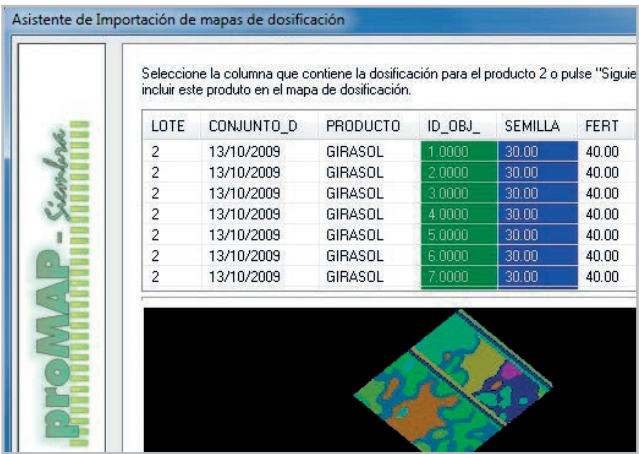 Asistente de Importación de mapas de dosificación
Seleccione la columna que contiene la dosificación para el producto 2 o pulse "Siguie
incluir este produto en el mapa de dosificación.
LOTE CONJUNTO_D PRODUCTO ID_OBJ_ SEMILLA FERT
2 13/10/2009 GIRASOL 1.0000 30.00 40.00
2 13/10/2009 GIRASOL 2.0000 30.00 40.00
2 13/10/2009 GIRASOL 3.0000 30.00 40.00
2 13/10/2009 GIRASOL 4.0000 30.00 40.00
2 13/10/2009 GIRASOL 5.0000 30.00 40.00
2 13/10/2009 GIRASOL 6.0000 30.00 40.00
2 13/10/2009 GIRASOL 7.0000 30.00 40.00
proMAP - Siembra